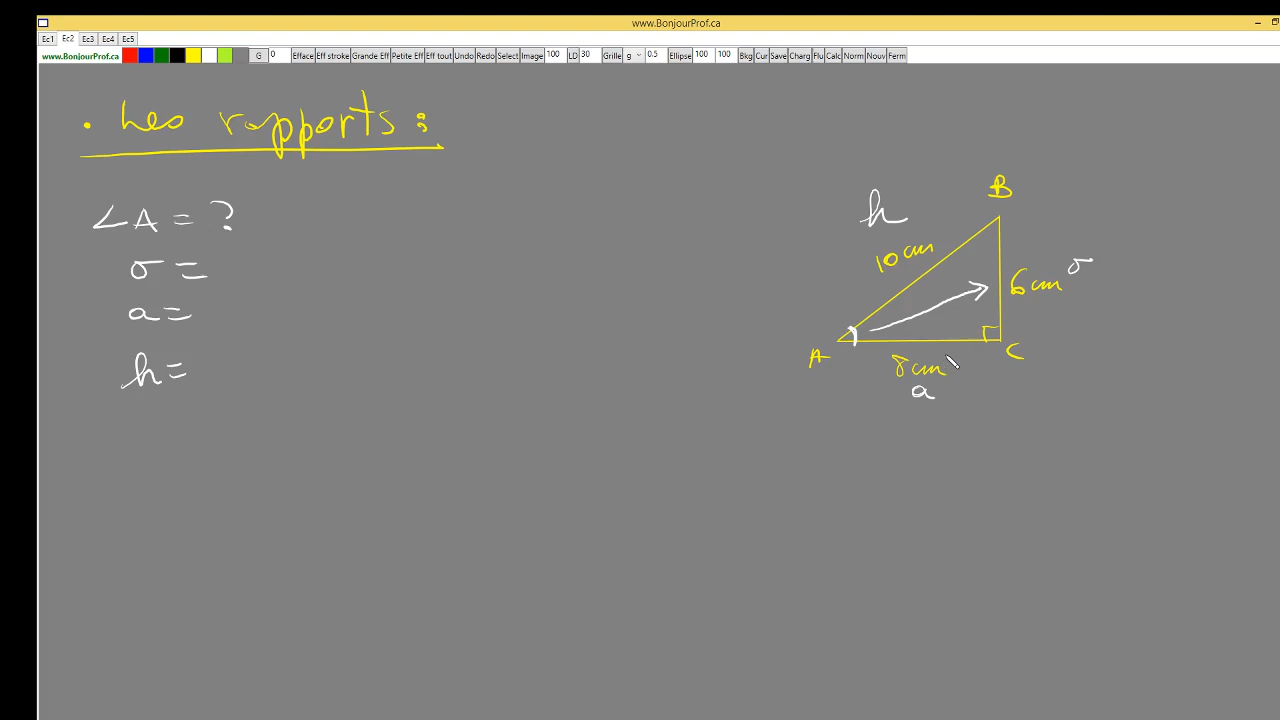 www.BonjourProf.ca
Ec1 Ec2 Ec3 Ec4 Ec5
www.BonjourProf.ca G 0 Efface Eff stroke Grande Eff Petite Eff Eff tout Undo Redo Select Image 100 LD 30 Grille g 0.5 Ellipse 100 100 Bkg Cur Save Charg Flu Calc Norm Nouv Ferm
• Les rapports :
∠A = ?
o =
a =
h =
B
h
10 cm
6 cm o
A
8 cm
C
a